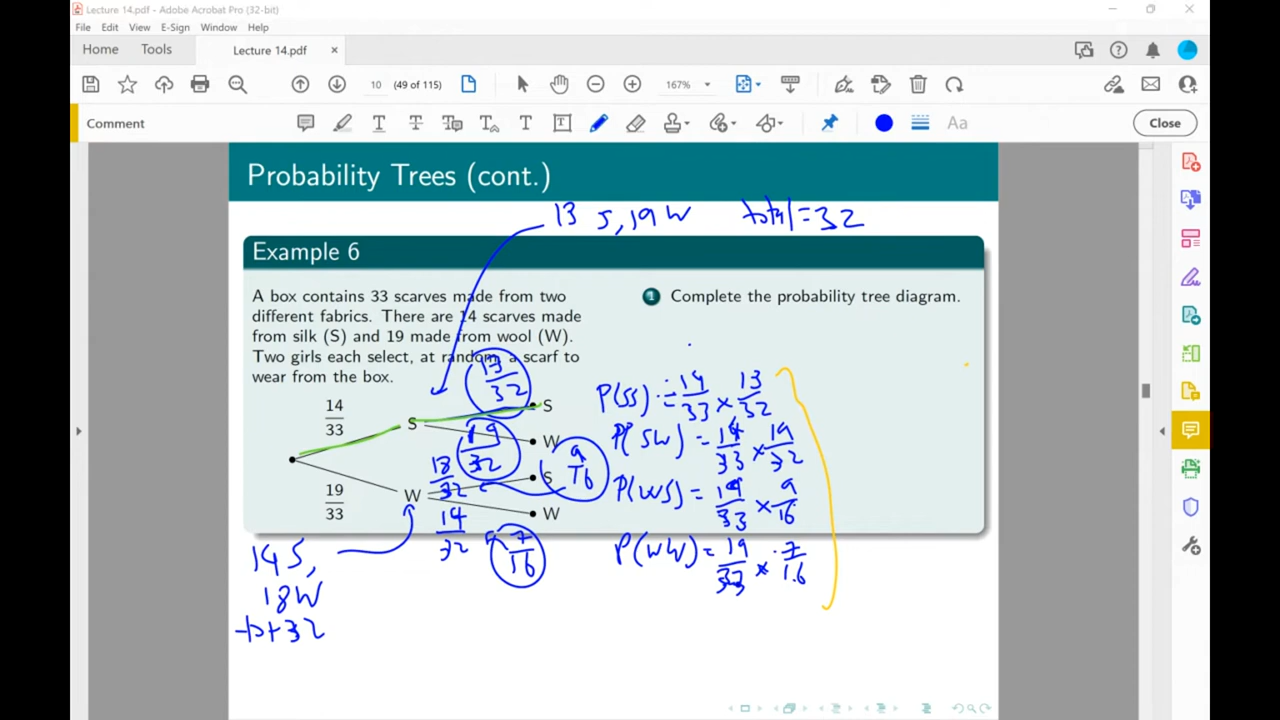 Lecture 14.pdf - Adobe Acrobat Pro (32-bit)
File Edit View E-Sign Window Help
Home Tools Lecture 14.pdf ×
10 (49 of 115) 167%
Comment Close
Probability Trees (cont.)
13 S, 19 W total = 32
Example 6
A box contains 33 scarves made from two
different fabrics. There are 14 scarves made
from silk (S) and 19 made from wool (W).
Two girls each select, at random, a scarf to
wear from the box.
1 Complete the probability tree diagram.
14/33
S
13/32
S
19/32
W
19/33
W
18/32
9/16
S
14/32
7/16
W
P(SS) = 14/33 × 13/32
P(SW) = 14/33 × 19/32
P(WS) = 19/33 × 9/16
P(WW) = 19/33 × 7/16
14 S,
18 W
tot 32